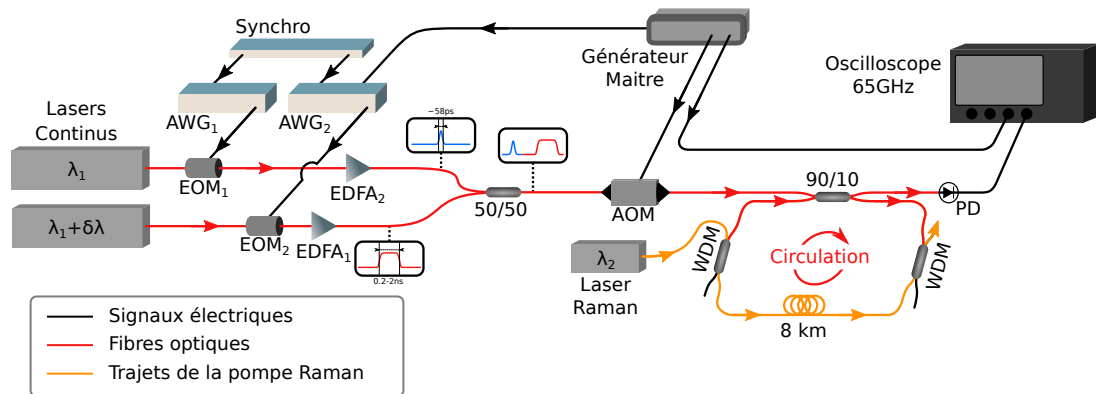 Synchro
AWG₁
AWG₂
Générateur
Maitre
Oscilloscope
65GHz
Lasers
Continus
λ₁
EOM₁
EDFA₂
~58ps
50/50
AOM
90/10
PD
λ₁+δλ
EOM₂
EDFA₁
0.2-2ns
λ₂
Laser
Raman
WDM
Circulation
WDM
8 km
Signaux électriques
Fibres optiques
Trajets de la pompe Raman